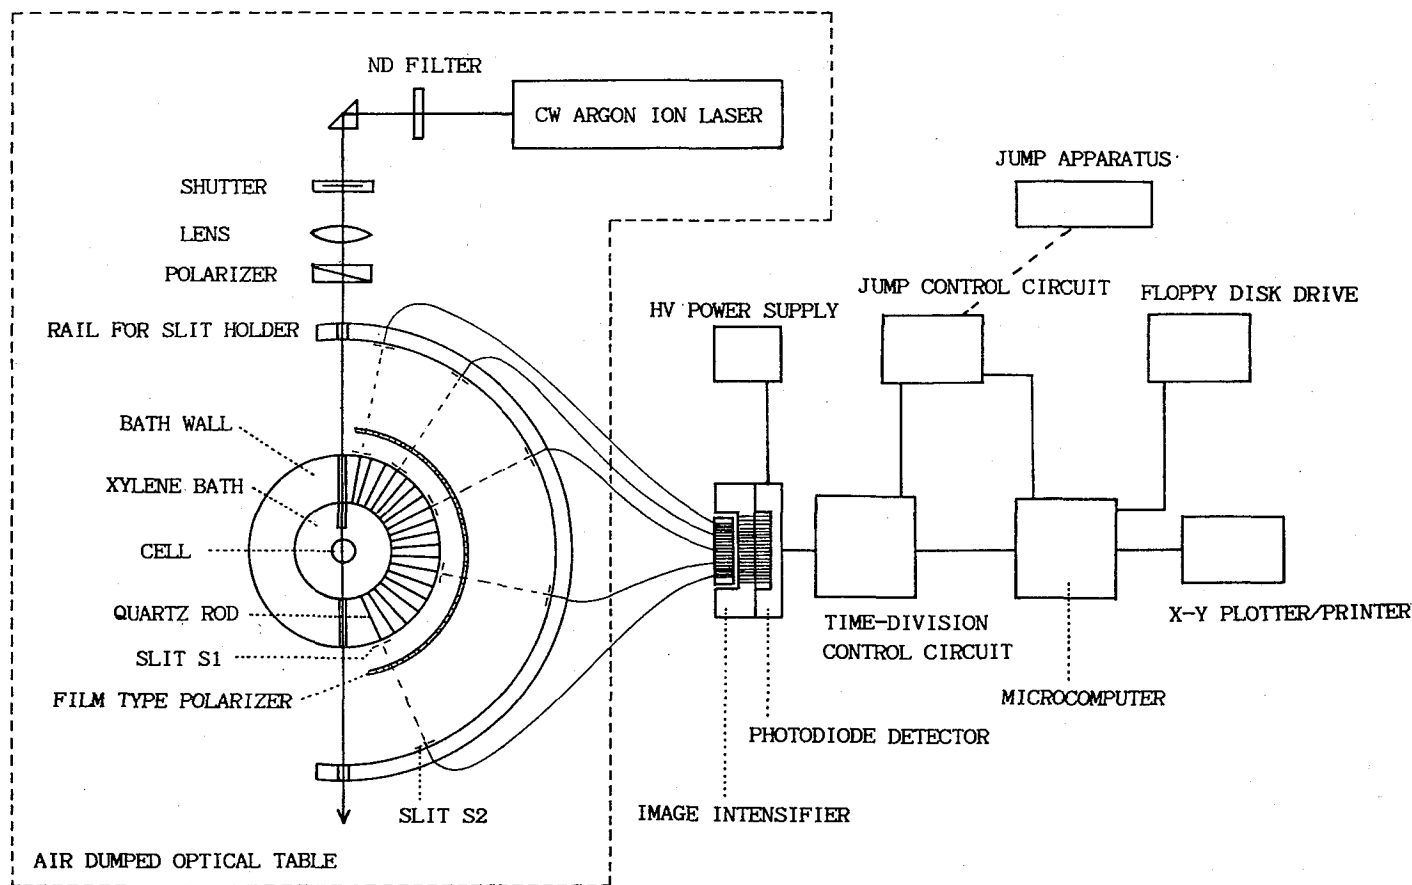 ND FILTER
CW ARGON ION LASER
JUMP APPARATUS
SHUTTER
LENS
POLARIZER
JUMP CONTROL CIRCUIT
FLOPPY DISK DRIVE
HV POWER SUPPLY
RAIL FOR SLIT HOLDER
BATH WALL
XYLENE BATH
CELL
QUARTZ ROD
SLIT S1
FILM TYPE POLARIZER
TIME-DIVISION
CONTROL CIRCUIT
X-Y PLOTTER/PRINTER
MICROCOMPUTER
PHOTODIODE DETECTOR
SLIT S2
IMAGE INTENSIFIER
AIR DUMPED OPTICAL TABLE